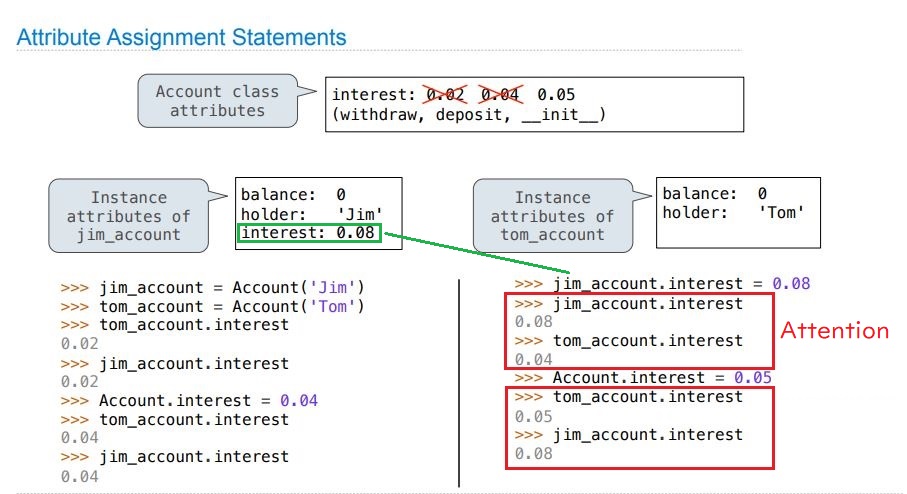 Attribute Assignment Statements
Account class
attributes
interest: 0.02 0.04 0.05
(withdraw, deposit, __init__)
Instance
attributes of
jim_account
balance: 0
holder: 'Jim'
interest: 0.08
Instance
attributes of
tom_account
balance: 0
holder: 'Tom'
>>> jim_account = Account('Jim')
>>> tom_account = Account('Tom')
>>> tom_account.interest
0.02
>>> jim_account.interest
0.02
>>> Account.interest = 0.04
>>> tom_account.interest
0.04
>>> jim_account.interest
0.04
>>> jim_account.interest = 0.08
>>> jim_account.interest
0.08
>>> tom_account.interest
0.04
Attention
>>> Account.interest = 0.05
>>> tom_account.interest
0.05
>>> jim_account.interest
0.08